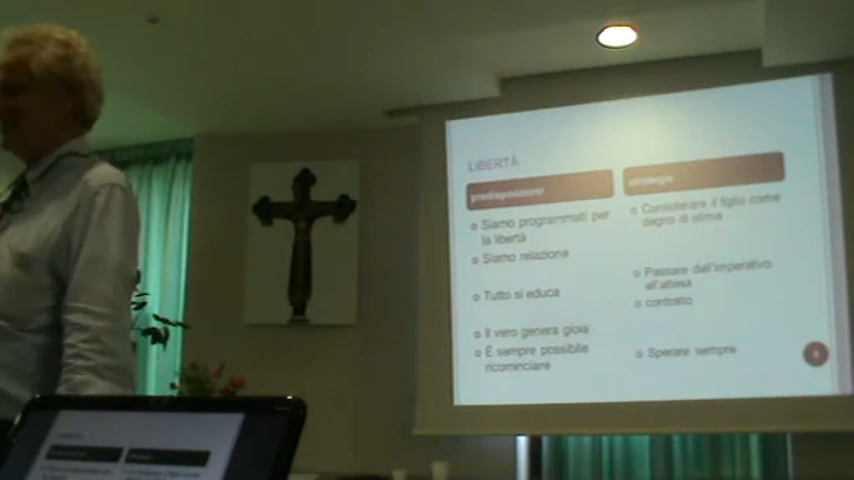 LIBERTÀ
predisposizioni
strategie
Siamo programmati per
la libertà
Siamo relazione
Tutto si educa
Il vero genera gioia
È sempre possibile
ricominciare
Considerare il figlio come
degno di stima
Passare dall'imperativo
all'attesa
contratto
Sperare sempre